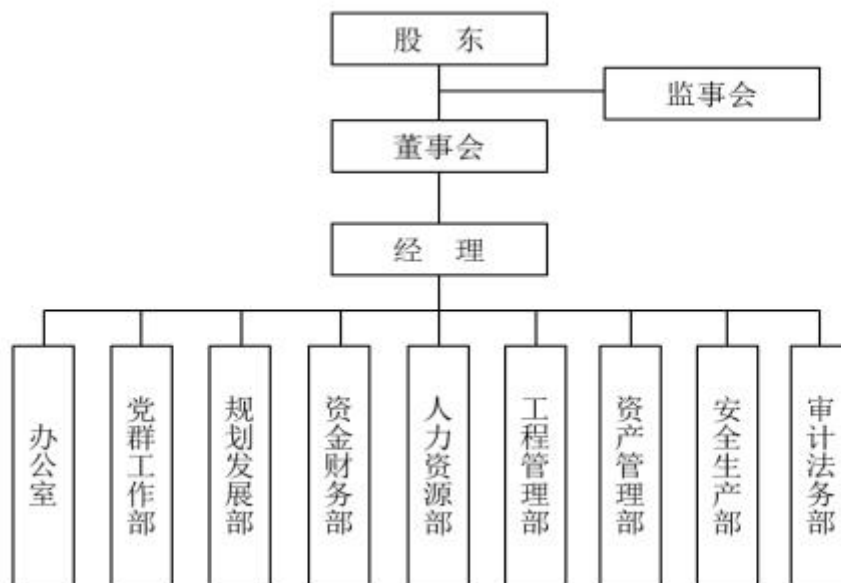 股 东
监事会
董事会
经 理
办公室
党群工作部
规划发展部
资金财务部
人力资源部
工程管理部
资产管理部
安全生产部
审计法务部